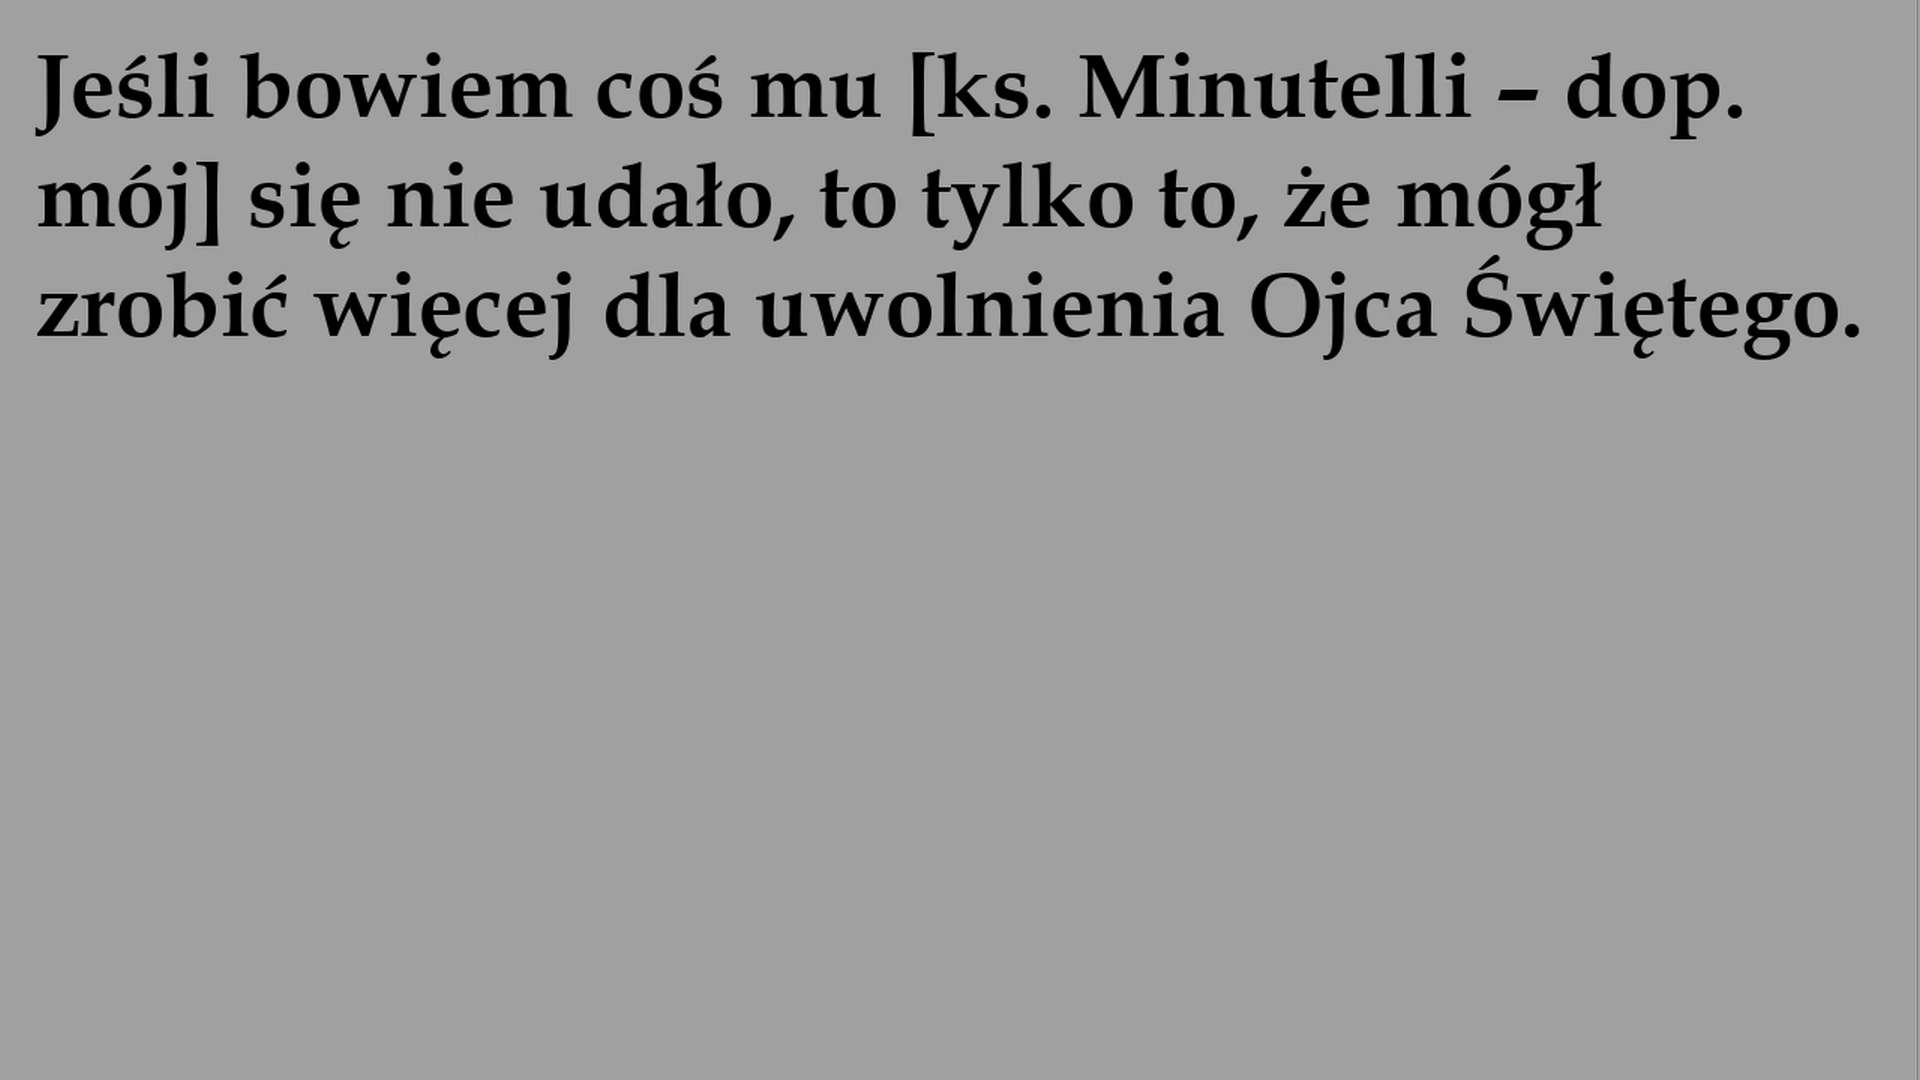 Jeśli bowiem coś mu [ks. Minutelli – dop.
mój] się nie udało, to tylko to, że mógł
zrobić więcej dla uwolnienia Ojca Świętego.